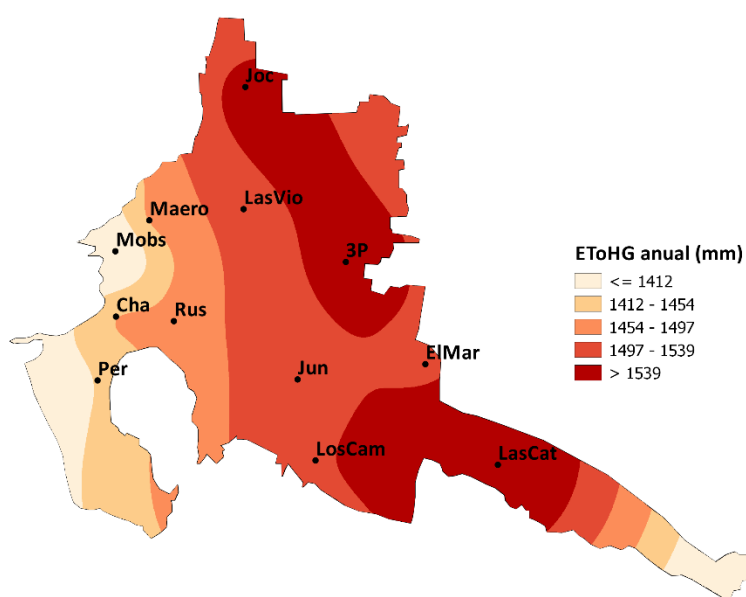 Joc
LasVio
Maero
Mobs
3P
Cha
Rus
ElMar
Per
Jun
LosCam
LasCat
EToHG anual (mm)
<= 1412
1412 - 1454
1454 - 1497
1497 - 1539
> 1539